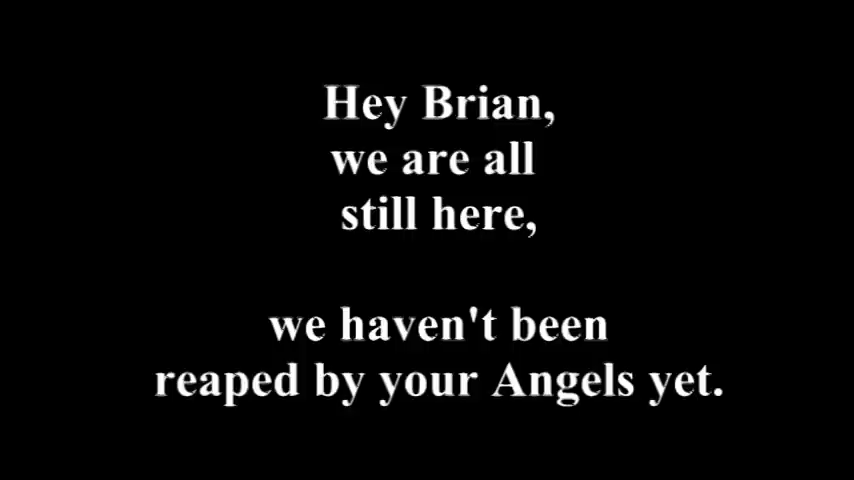 Hey Brian,
we are all
still here,
we haven't been
reaped by your Angels yet.